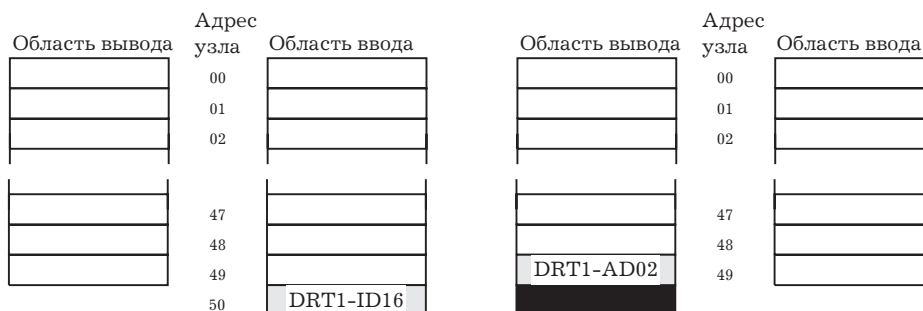 Адрес
узла
Область вывода
Область ввода
00
01
02
47
48
49
50
DRT1-ID16
Адрес
узла
Область вывода
Область ввода
00
01
02
47
48
49
DRT1-AD02